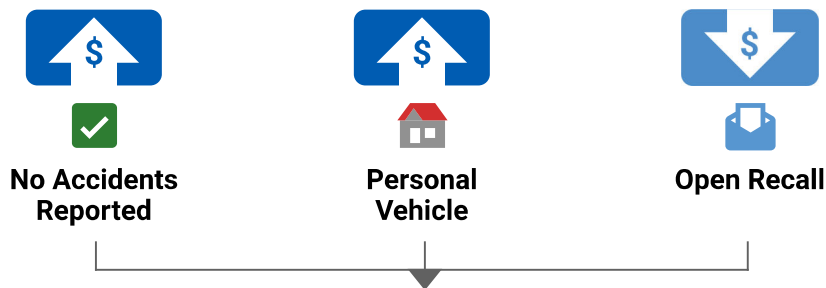 $
$
$
No Accidents
Reported
Personal
Vehicle
Open Recall